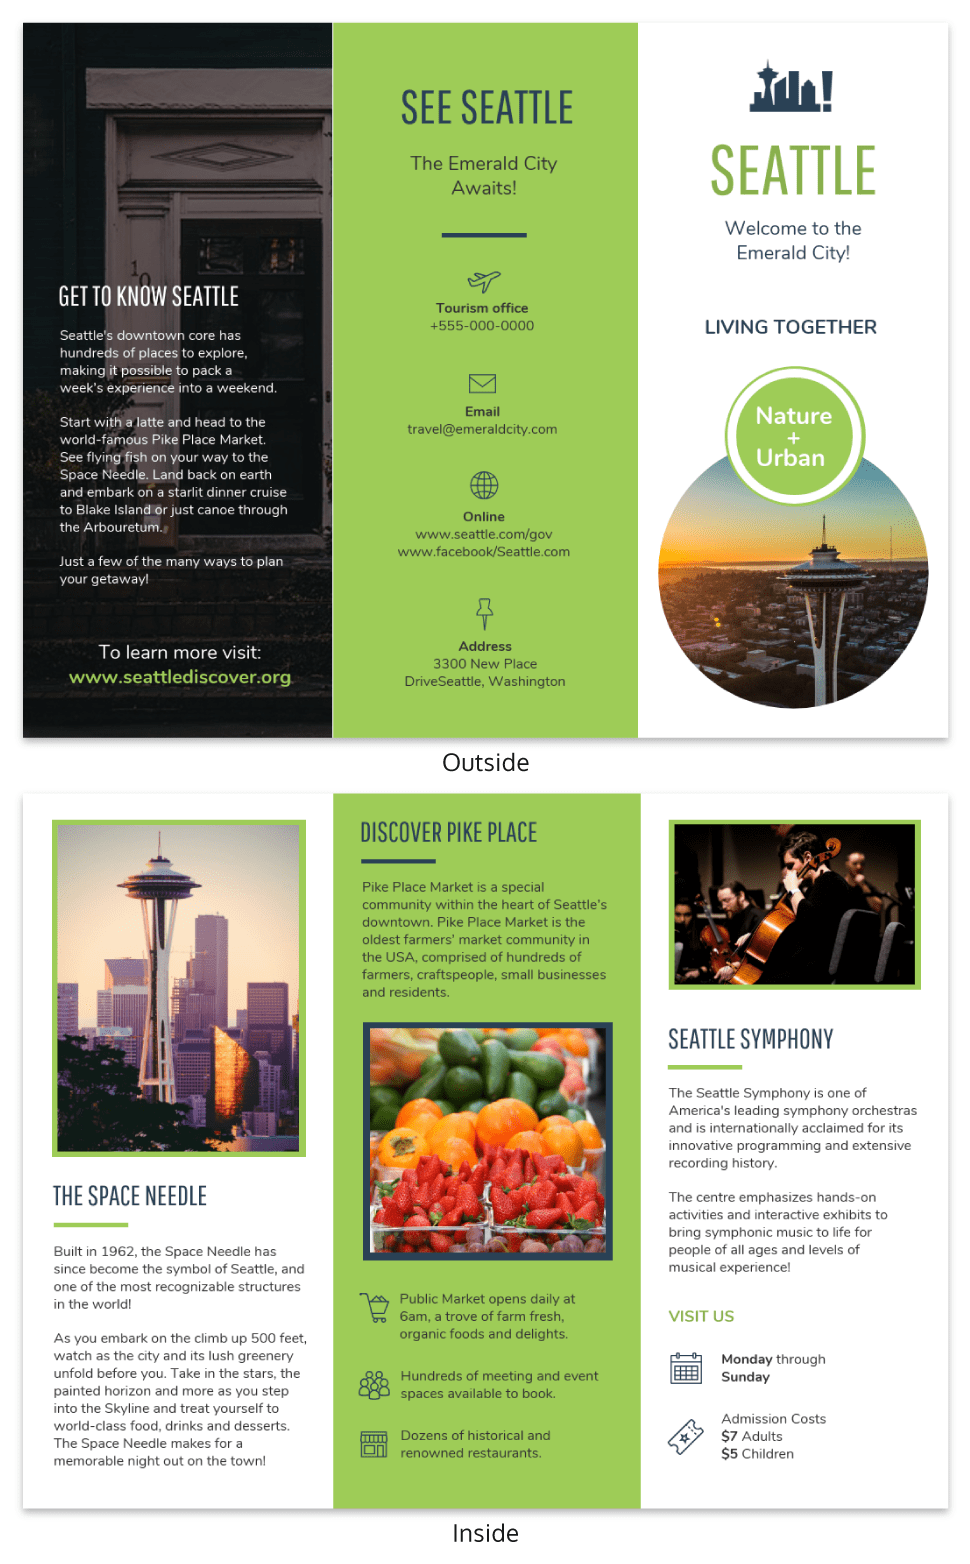 GET TO KNOW SEATTLE
Seattle's downtown core has
hundreds of places to explore,
making it possible to pack a
week's experience into a weekend.
Start with a latte and head to the
world-famous Pike Place Market.
See flying fish on your way to the
Space Needle. Land back on earth
and embark on a starlit dinner cruise
to Blake Island or just canoe through
the Arbouretum.
Just a few of the many ways to plan
your getaway!
To learn more visit:
www.seattlediscover.org
10
SEE SEATTLE
The Emerald City
Awaits!
Tourism office
+555-000-0000
Email
travel@emeraldcity.com
Online
www.seattle.com/gov
www.facebook/Seattle.com
Address
3300 New Place
DriveSeattle, Washington
SEATTLE
Welcome to the
Emerald City!
LIVING TOGETHER
Nature
+
Urban
Outside
THE SPACE NEEDLE
Built in 1962, the Space Needle has
since become the symbol of Seattle, and
one of the most recognizable structures
in the world!
As you embark on the climb up 500 feet,
watch as the city and its lush greenery
unfold before you. Take in the stars, the
painted horizon and more as you step
into the Skyline and treat yourself to
world-class food, drinks and desserts.
The Space Needle makes for a
memorable night out on the town!
DISCOVER PIKE PLACE
Pike Place Market is a special
community within the heart of Seattle's
downtown. Pike Place Market is the
oldest farmers' market community in
the USA, comprised of hundreds of
farmers, craftspeople, small businesses
and residents.
Public Market opens daily at
6am, a trove of farm fresh,
organic foods and delights.
Hundreds of meeting and event
spaces available to book.
Dozens of historical and
renowned restaurants.
SEATTLE SYMPHONY
The Seattle Symphony is one of
America's leading symphony orchestras
and is internationally acclaimed for its
innovative programming and extensive
recording history.
The centre emphasizes hands-on
activities and interactive exhibits to
bring symphonic music to life for
people of all ages and levels of
musical experience!
VISIT US
Monday through
Sunday
Admission Costs
$7 Adults
$5 Children
Inside